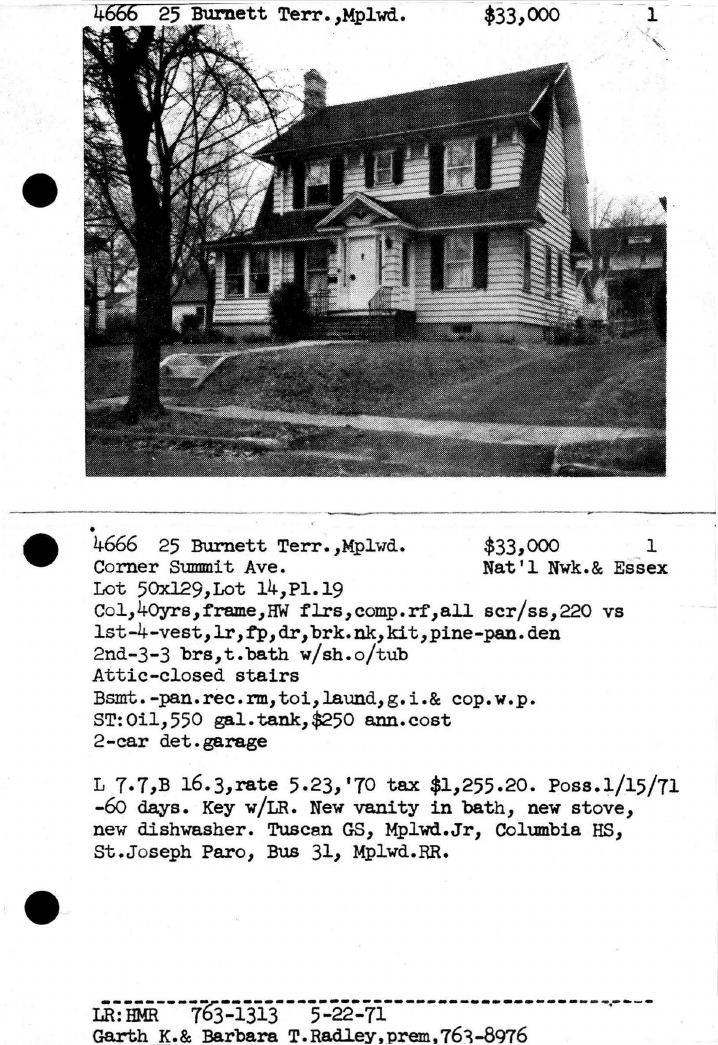 4666 25 Burnett Terr.,Mplwd. $33,000 1
4666 25 Burnett Terr.,Mplwd. $33,000 1
Corner Summit Ave. Nat'l Nwk.& Essex
Lot 50x129,Lot 14,Pl.19
Col,40yrs,frame,HW flrs,comp.rf,all scr/ss,220 vs
1st-4-vest,lr,fp,dr,brk.nk,kit,pine-pan.den
2nd-3-3 brs,t.bath w/sh.o/tub
Attic-closed stairs
Bsmt.-pan.rec.rm,toi,laund,g.i.& cop.w.p.
ST:Oil,550 gal.tank,$250 ann.cost
2-car det.garage
L 7.7,B 16.3,rate 5.23,'70 tax $1,255.20. Poss.1/15/71
-60 days. Key w/LR. New vanity in bath, new stove,
new dishwasher. Tuscan GS, Mplwd.Jr, Columbia HS,
St.Joseph Paro, Bus 31, Mplwd.RR.
LR:HMR 763-1313 5-22-71
Garth K.& Barbara T.Radley,prem,763-8976